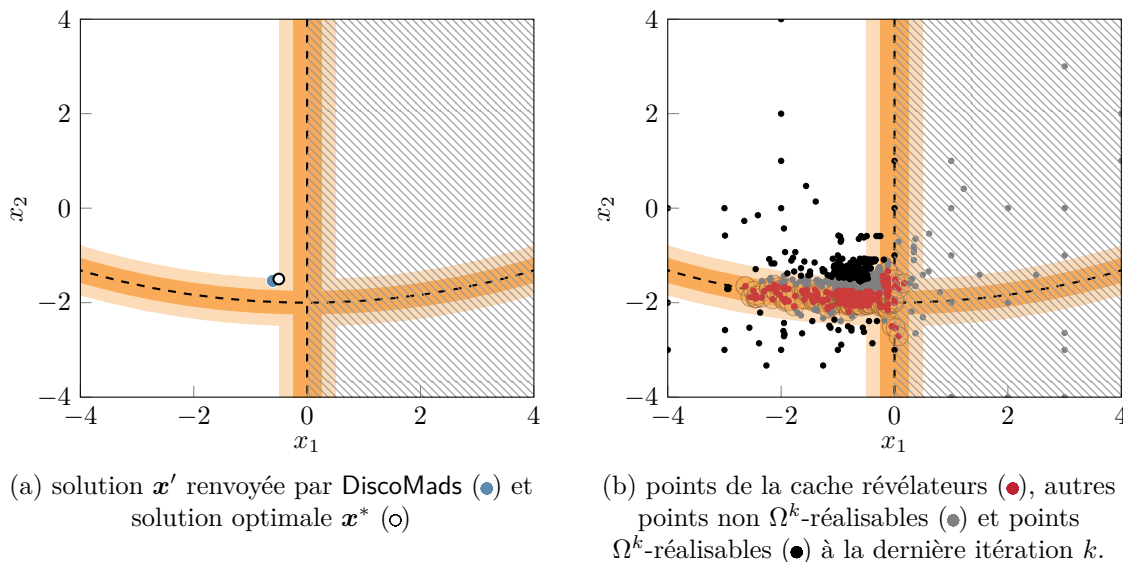 4
2
0
−2
−4
x₂
−4
−2
0
2
4
x₁
4
2
0
−2
−4
x₂
−4
−2
0
2
4
x₁
(a) solution x′ renvoyée par DiscoMads (●) et
solution optimale x* (○)
(b) points de la cache révélateurs (●), autres
points non Ωᵏ-réalisables (●) et points
Ωᵏ-réalisables (●) à la dernière itération k.